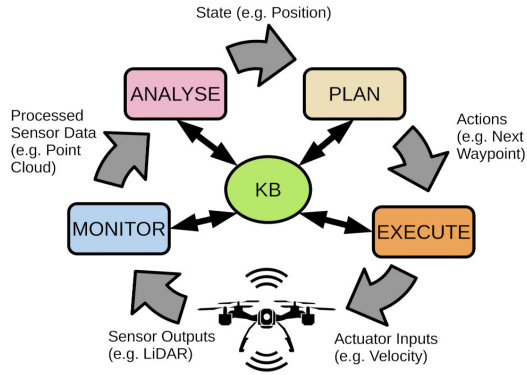 State (e.g. Position)
ANALYSE
PLAN
Processed
Sensor Data
(e.g. Point
Cloud)
Actions
(e.g. Next
Waypoint)
KB
MONITOR
EXECUTE
Sensor Outputs
(e.g. LiDAR)
Actuator Inputs
(e.g. Velocity)